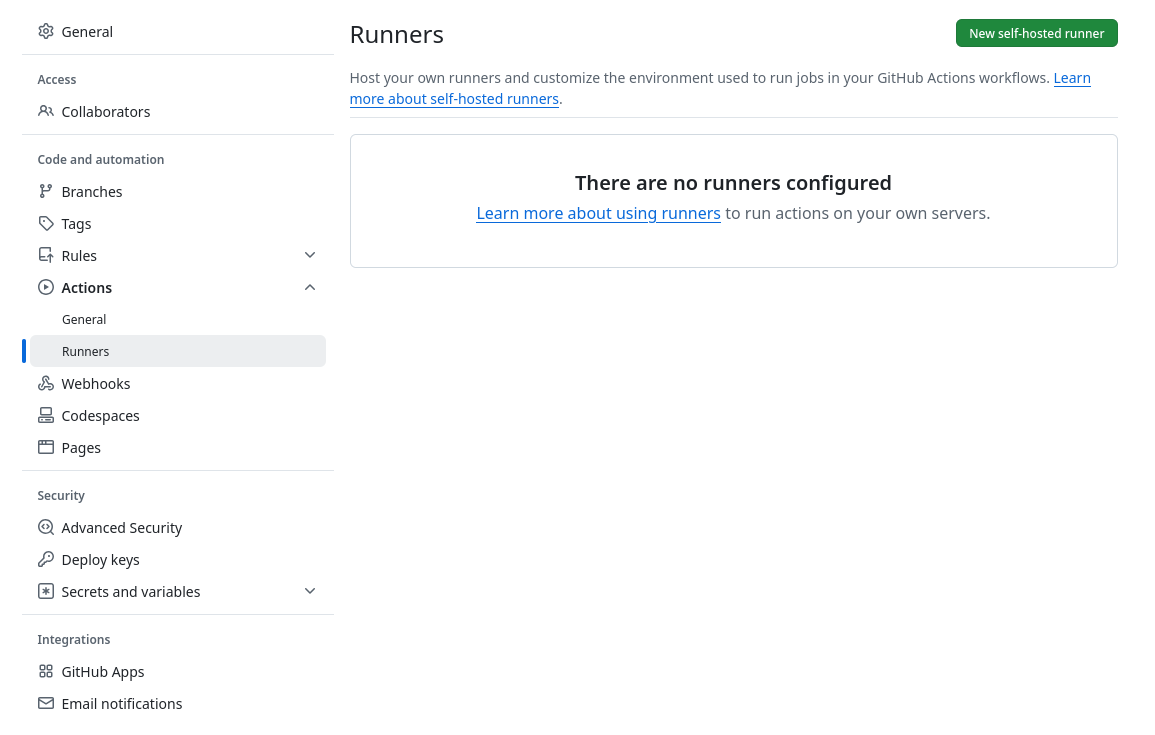 General
Access
Collaborators
Code and automation
Branches
Tags
Rules
Actions
General
Runners
Webhooks
Codespaces
Pages
Security
Advanced Security
Deploy keys
Secrets and variables
Integrations
GitHub Apps
Email notifications
Runners
New self-hosted runner
Host your own runners and customize the environment used to run jobs in your GitHub Actions workflows. Learn
more about self-hosted runners.
There are no runners configured
Learn more about using runners to run actions on your own servers.